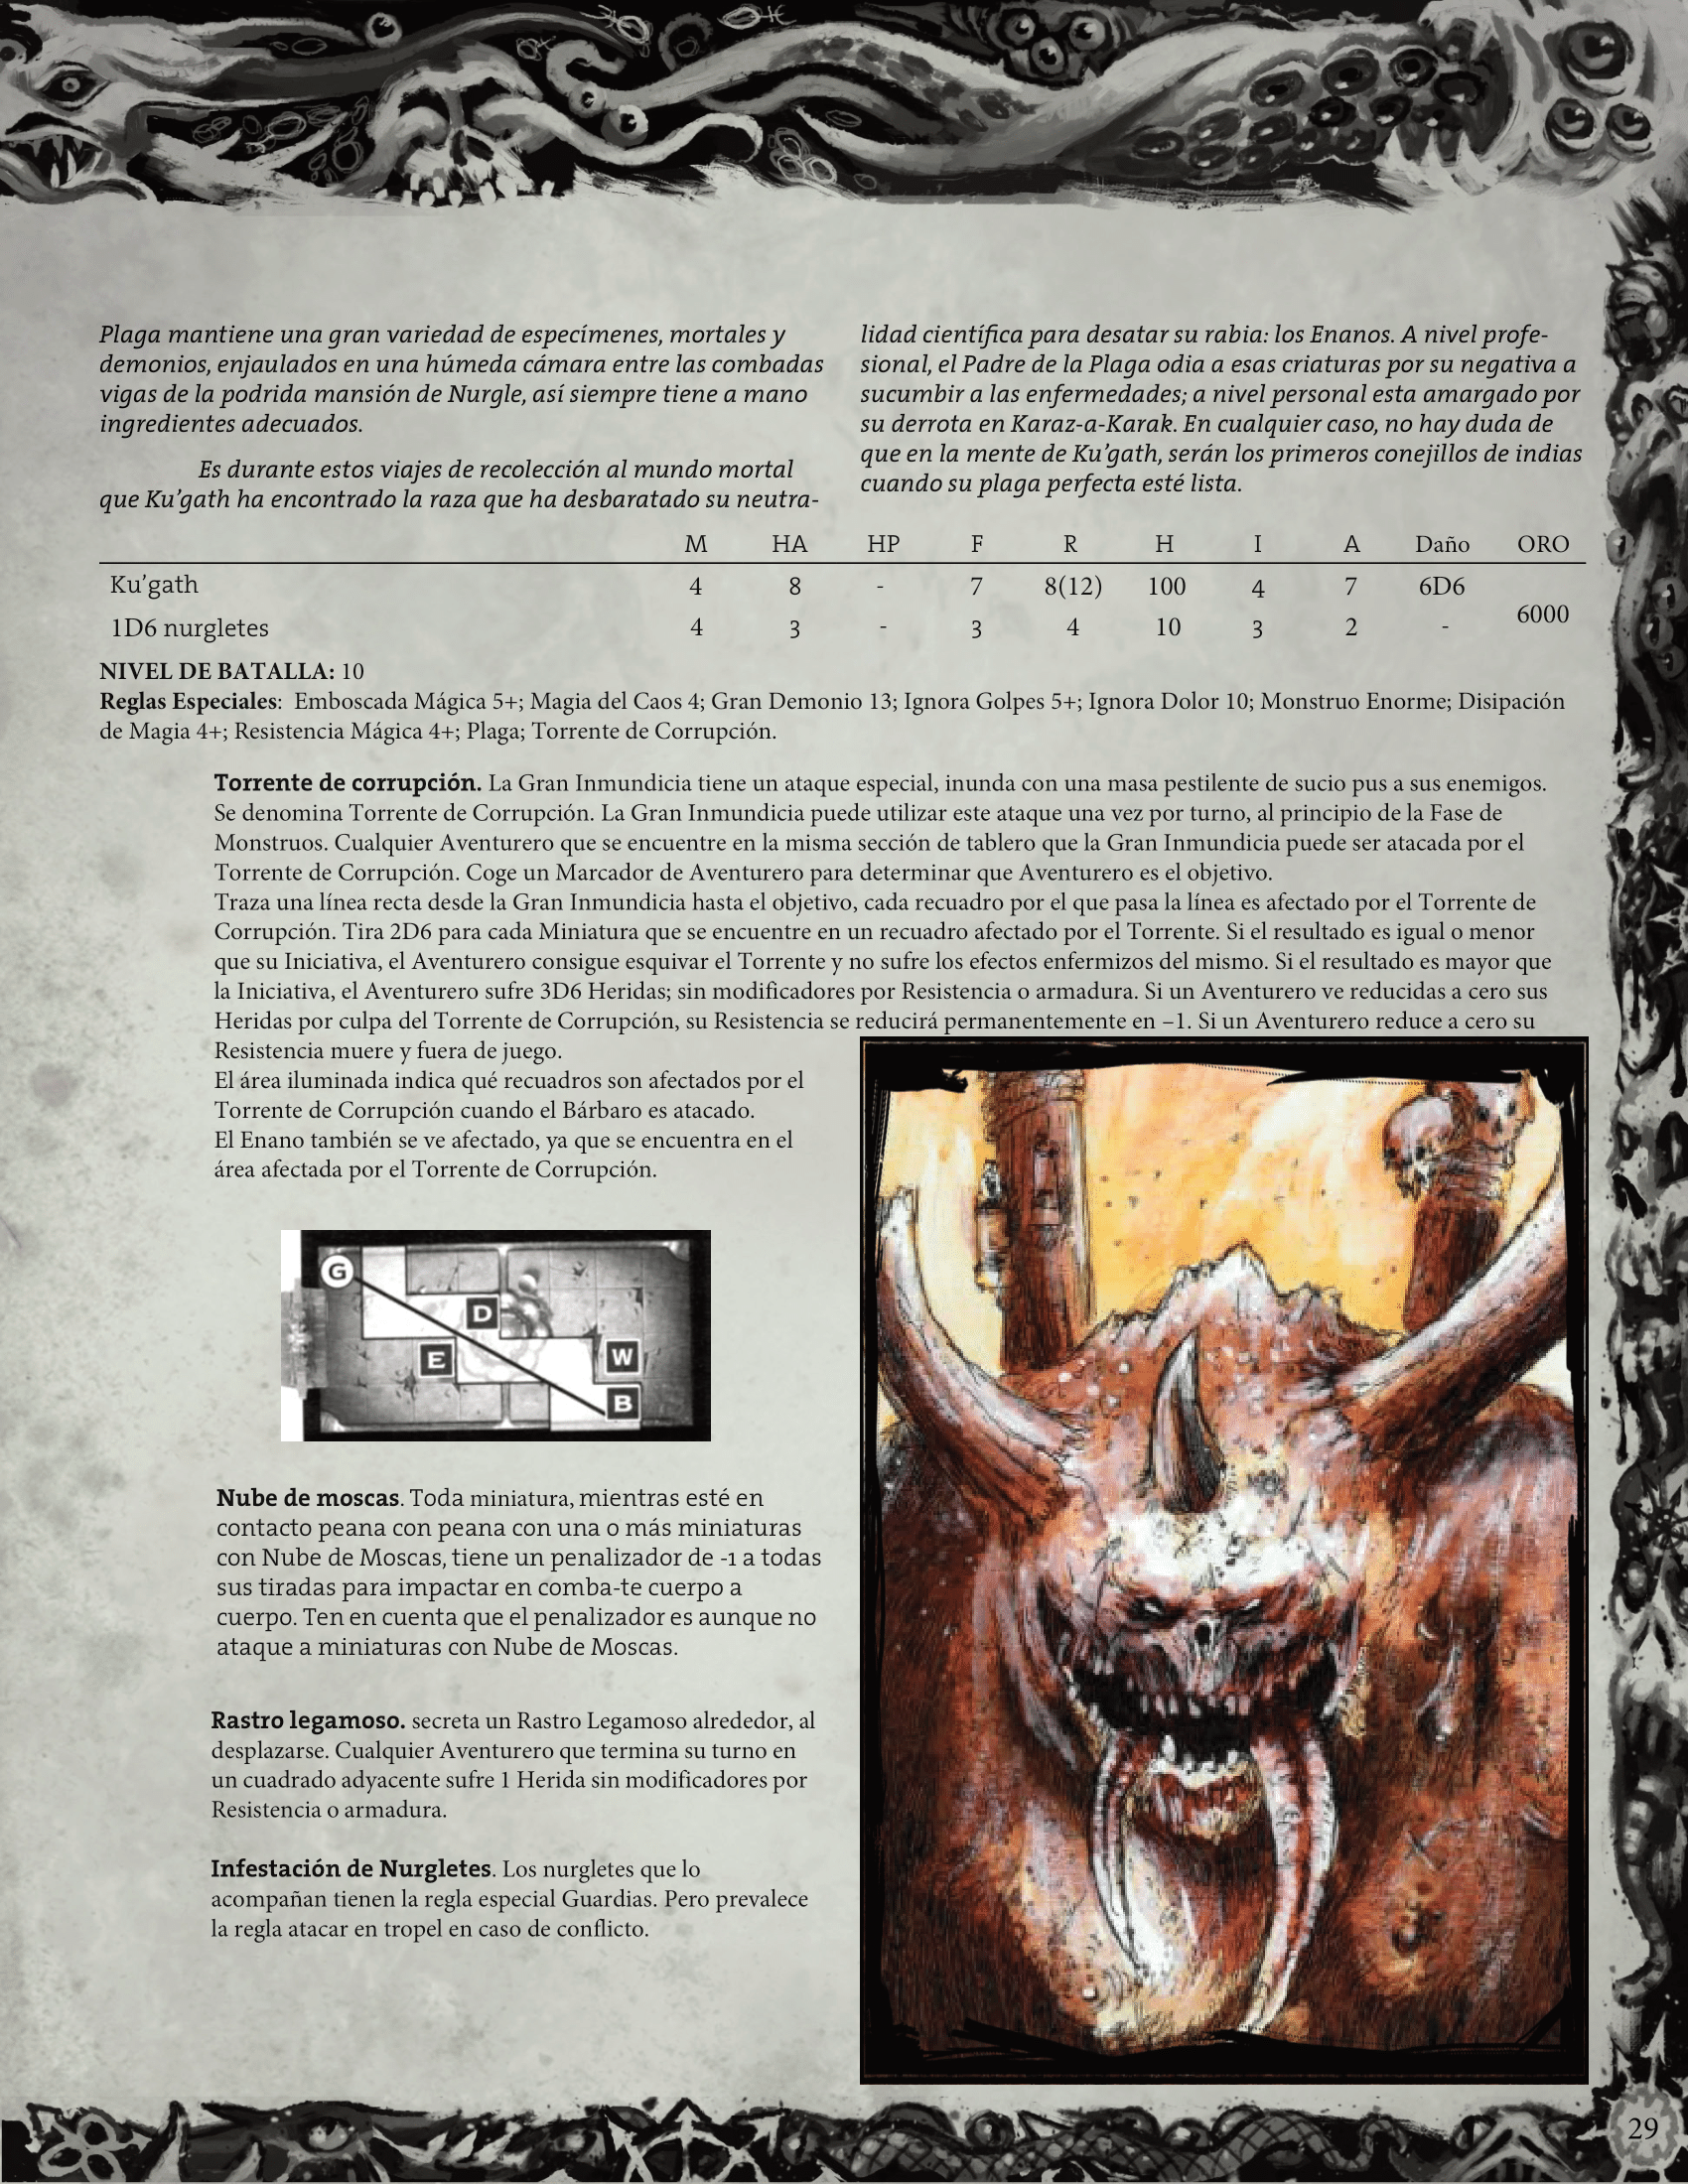 Plaga mantiene una gran variedad de especímenes, mortales y
demonios, enjaulados en una húmeda cámara entre las combadas
vigas de la podrida mansión de Nurgle, así siempre tiene a mano
ingredientes adecuados.
Es durante estos viajes de recolección al mundo mortal
que Ku'gath ha encontrado la raza que ha desbaratado su neutra-
lidad científica para desatar su rabia: los Enanos. A nivel profe-
sional, el Padre de la Plaga odia a esas criaturas por su negativa a
sucumbir a las enfermedades; a nivel personal esta amargado por
su derrota en Karaz-a-Karak. En cualquier caso, no hay duda de
que en la mente de Ku'gath, serán los primeros conejillos de indias
cuando su plaga perfecta esté lista.
M HA HP F R H I A Daño ORO
Ku'gath 4 8 - 7 8(12) 100 4 7 6D6
6000
1D6 nurgletes 4 3 - 3 4 10 3 2 -
NIVEL DE BATALLA: 10
Reglas Especiales: Emboscada Mágica 5+; Magia del Caos 4; Gran Demonio 13; Ignora Golpes 5+; Ignora Dolor 10; Monstruo Enorme; Disipación
de Magia 4+; Resistencia Mágica 4+; Plaga; Torrente de Corrupción.
Torrente de corrupción. La Gran Inmundicia tiene un ataque especial, inunda con una masa pestilente de sucio pus a sus enemigos.
Se denomina Torrente de Corrupción. La Gran Inmundicia puede utilizar este ataque una vez por turno, al principio de la Fase de
Monstruos. Cualquier Aventurero que se encuentre en la misma sección de tablero que la Gran Inmundicia puede ser atacada por el
Torrente de Corrupción. Coge un Marcador de Aventurero para determinar que Aventurero es el objetivo.
Traza una línea recta desde la Gran Inmundicia hasta el objetivo, cada recuadro por el que pasa la línea es afectado por el Torrente de
Corrupción. Tira 2D6 para cada Miniatura que se encuentre en un recuadro afectado por el Torrente. Si el resultado es igual o menor
que su Iniciativa, el Aventurero consigue esquivar el Torrente y no sufre los efectos enfermizos del mismo. Si el resultado es mayor que
la Iniciativa, el Aventurero sufre 3D6 Heridas; sin modificadores por Resistencia o armadura. Si un Aventurero ve reducidas a cero sus
Heridas por culpa del Torrente de Corrupción, su Resistencia se reducirá permanentemente en –1. Si un Aventurero reduce a cero su
Resistencia muere y fuera de juego.
El área iluminada indica qué recuadros son afectados por el
Torrente de Corrupción cuando el Bárbaro es atacado.
El Enano también se ve afectado, ya que se encuentra en el
área afectada por el Torrente de Corrupción.
G
D
E W
B
Nube de moscas. Toda miniatura, mientras esté en
contacto peana con peana con una o más miniaturas
con Nube de Moscas, tiene un penalizador de -1 a todas
sus tiradas para impactar en comba-te cuerpo a
cuerpo. Ten en cuenta que el penalizador es aunque no
ataque a miniaturas con Nube de Moscas.
Rastro legamoso. secreta un Rastro Legamoso alrededor, al
desplazarse. Cualquier Aventurero que termina su turno en
un cuadrado adyacente sufre 1 Herida sin modificadores por
Resistencia o armadura.
Infestación de Nurgletes. Los nurgletes que lo
acompañan tienen la regla especial Guardias. Pero prevalece
la regla atacar en tropel en caso de conflicto.
29